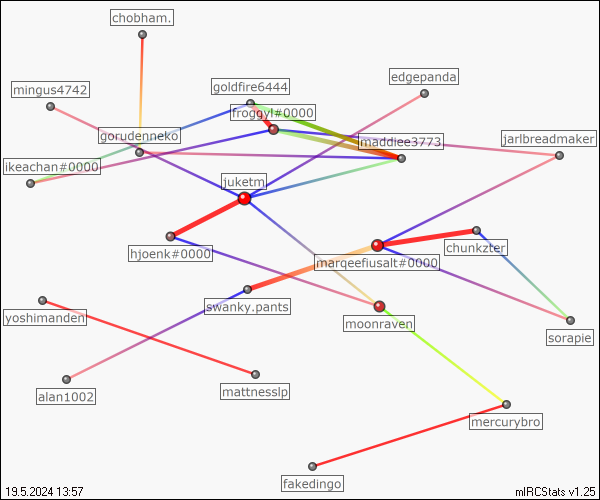 chobham.
mingus4742
goldfire6444
edgepanda
froggy!#0000
gorudenneko
maddiee3773
jarlbreadmaker
ikeachan#0000
juketm
hjoenk#0000
marqeefiusalt#0000
chunkzter
swanky.pants
yoshimanden
moonraven
sorapie
alan1002
mattnesslp
mercurybro
fakedingo
19.5.2024 13:57
mIRCStats v1.25